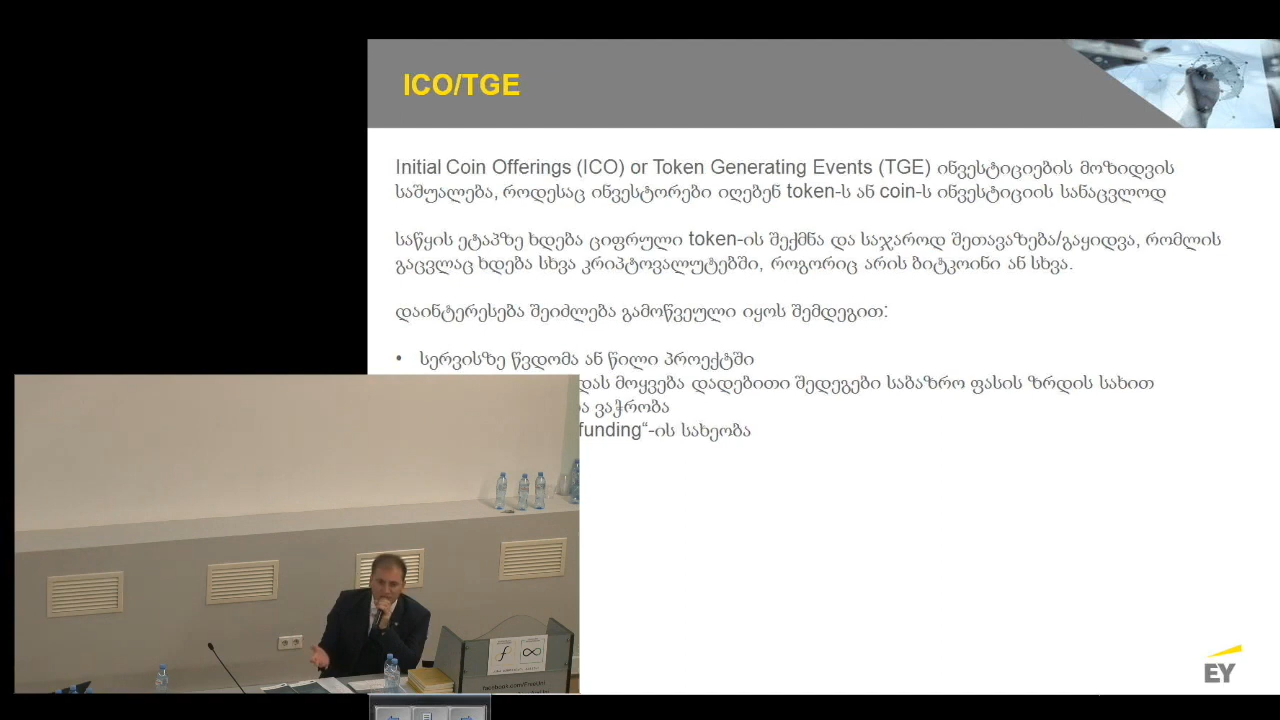 ICO/TGE
Initial Coin Offerings (ICO) or Token Generating Events (TGE) ინვესტიციების მოზიდვის
საშუალება, როდესაც ინვესტორები იღებენ token-ს ან coin-ს ინვესტიციის სანაცვლოდ
საწყის ეტაპზე ხდება ციფრული token-ის შექმნა და საჯაროდ შეთავაზება/გაყიდვა, რომლის
გაცვლაც ხდება სხვა კრიპტოვალუტებში, როგორიც არის ბიტკოინი ან სხვა.
დაინტერესება შეიძლება გამოწვეული იყოს შემდეგით:
• სერვისზე წვდომა ან წილი პროექტში
მოყვება დადებითი შედეგები საბაზრო ფასის ზრდის სახით
ვაჭრობა
funding“-ის სახეობა
EY